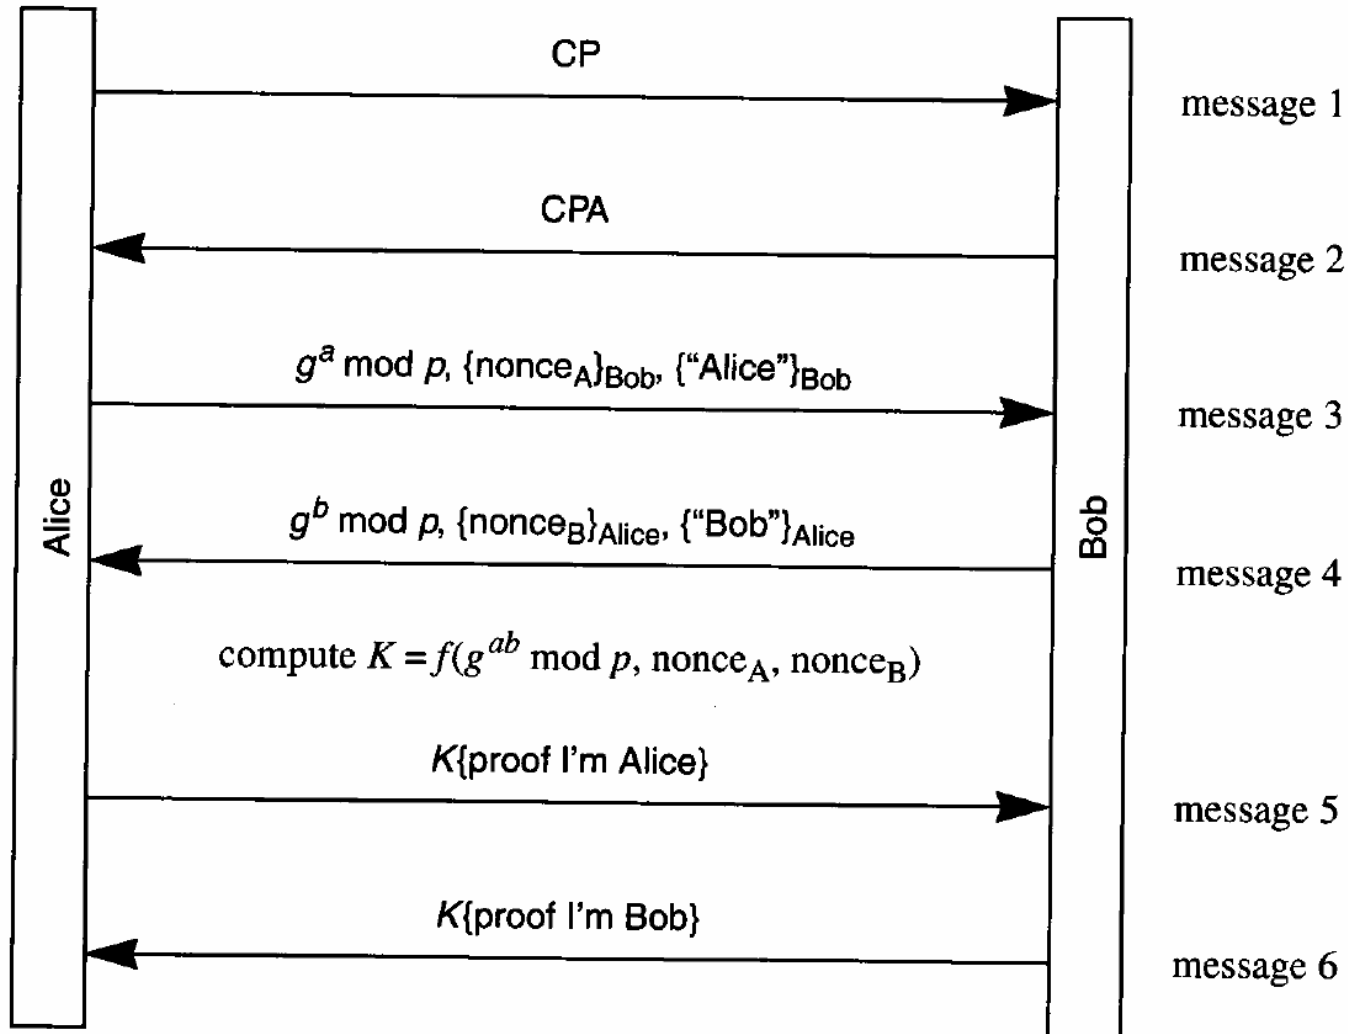 CP
message 1
CPA
message 2
g^a mod p, {nonce_A}_Bob, {“Alice”}_Bob
message 3
Alice
Bob
g^b mod p, {nonce_B}_Alice, {“Bob”}_Alice
message 4
compute K = f(g^ab mod p, nonce_A, nonce_B)
K{proof I’m Alice}
message 5
K{proof I’m Bob}
message 6